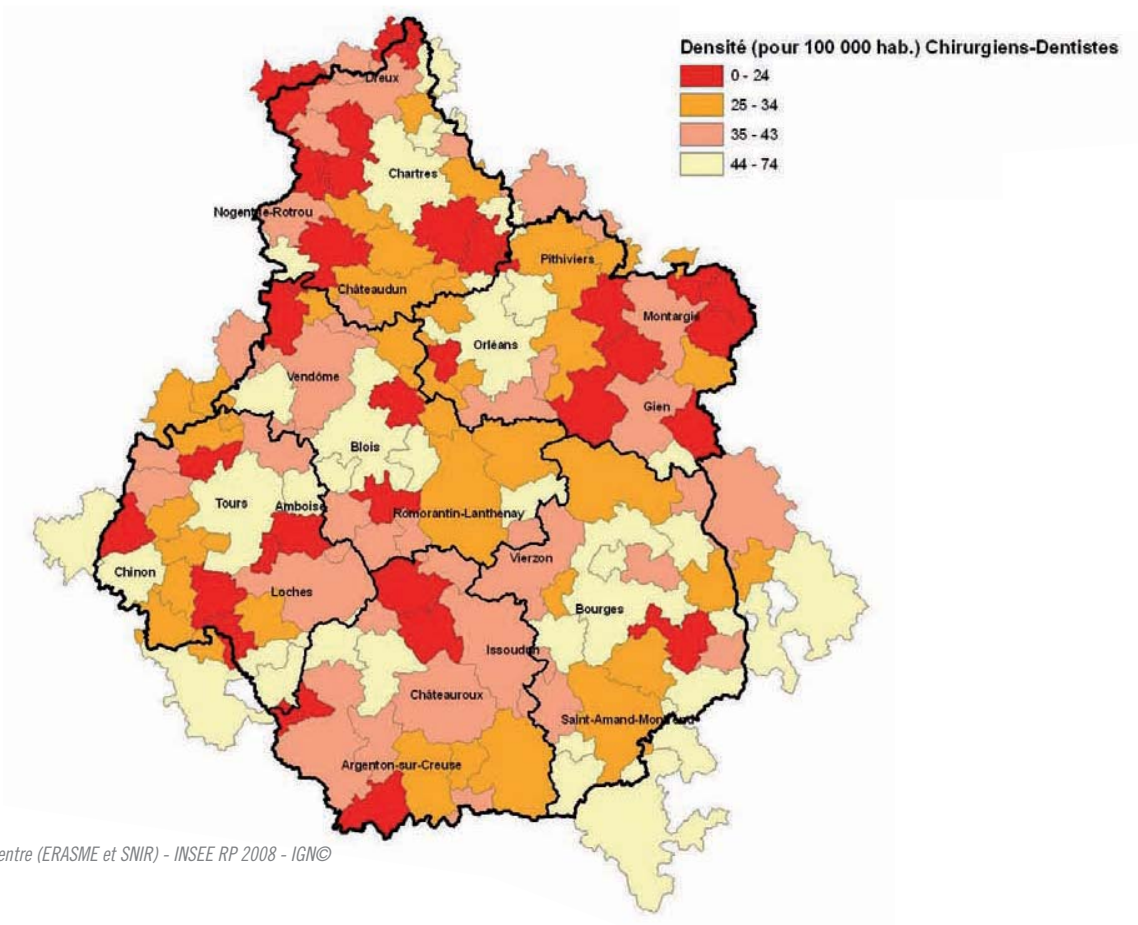 Densité (pour 100 000 hab.) Chirurgiens-Dentistes
0 - 24
25 - 34
35 - 43
44 - 74
Dreux
Chartres
Nogent-le-Rotrou
Pithiviers
Châteaudun
Montargis
Orléans
Vendôme
Gien
Blois
Tours
Amboise
Romorantin-Lanthenay
Vierzon
Chinon
Loches
Bourges
Issoudun
Châteauroux
Saint-Amand-Montrond
Argenton-sur-Creuse
entre (ERASME et SNIR) - INSEE RP 2008 - IGN©